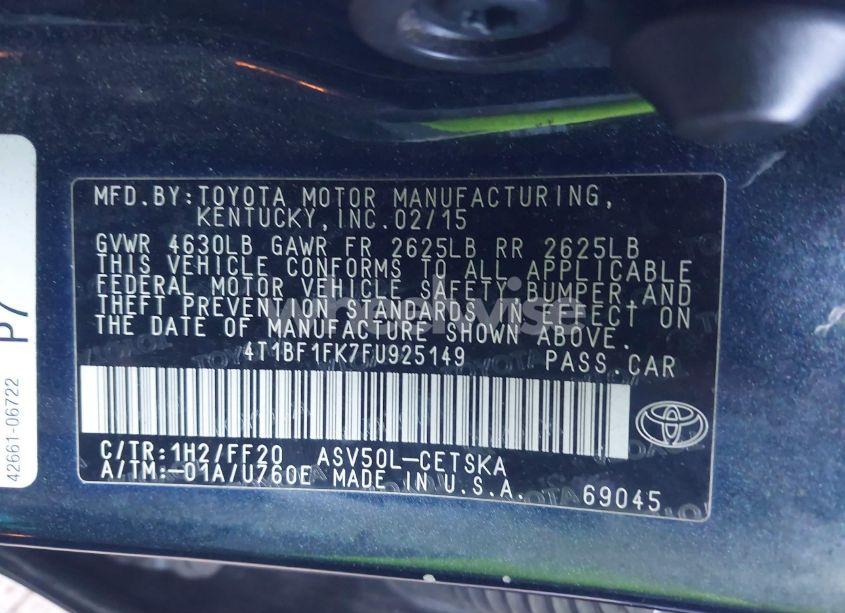 MFD.BY:TOYOTA MOTOR MANUFACTURING,
KENTUCKY,INC.02/15
GVWR 4630LB GAWR FR 2625LB RR 2625LB
THIS VEHICLE CONFORMS TO ALL APPLICABLE
FEDERAL MOTOR VEHICLE SAFETY,BUMPER,AND
THEFT PREVENTION STANDARDS IN EFFECT ON
THE DATE OF MANUFACTURE SHOWN ABOVE.
4T1BF1FK7FU925149 PASS.CAR
C/TR:1H2/FF20 ASV50L-CETSKA
A/TM:-01A/U760E MADE IN U.S.A. 69045
42661-06722
P7
wheelwise